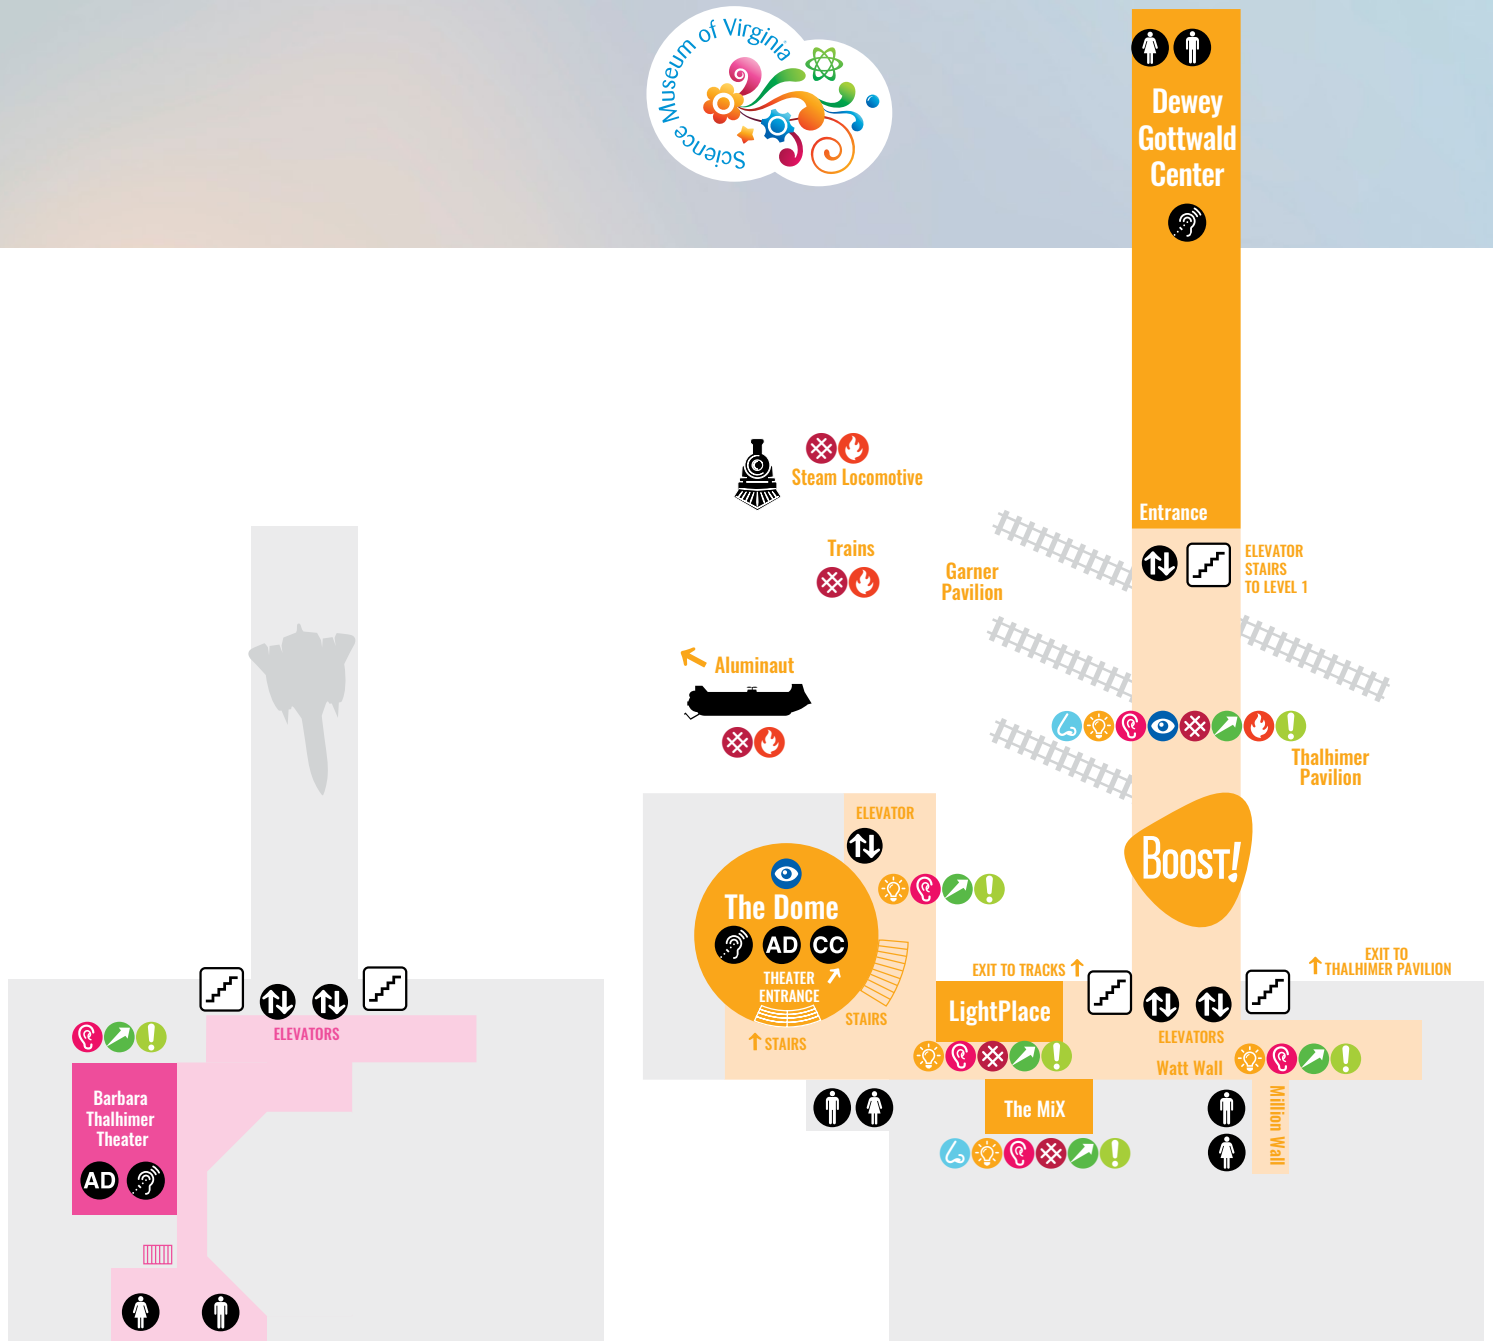 Science Museum of Virginia
Dewey
Gottwald
Center
Steam Locomotive
Entrance
Trains
Garner
Pavilion
ELEVATOR
STAIRS
TO LEVEL 1
Aluminaut
Thalhimer
Pavilion
ELEVATOR
BOOST!
The Dome
AD
CC
THEATER
ENTRANCE
STAIRS
STAIRS
EXIT TO TRACKS
EXIT TO
THALHIMER PAVILION
LightPlace
ELEVATORS
Watt Wall
The MiX
Million Wall
ELEVATORS
Barbara
Thalhimer
Theater
AD